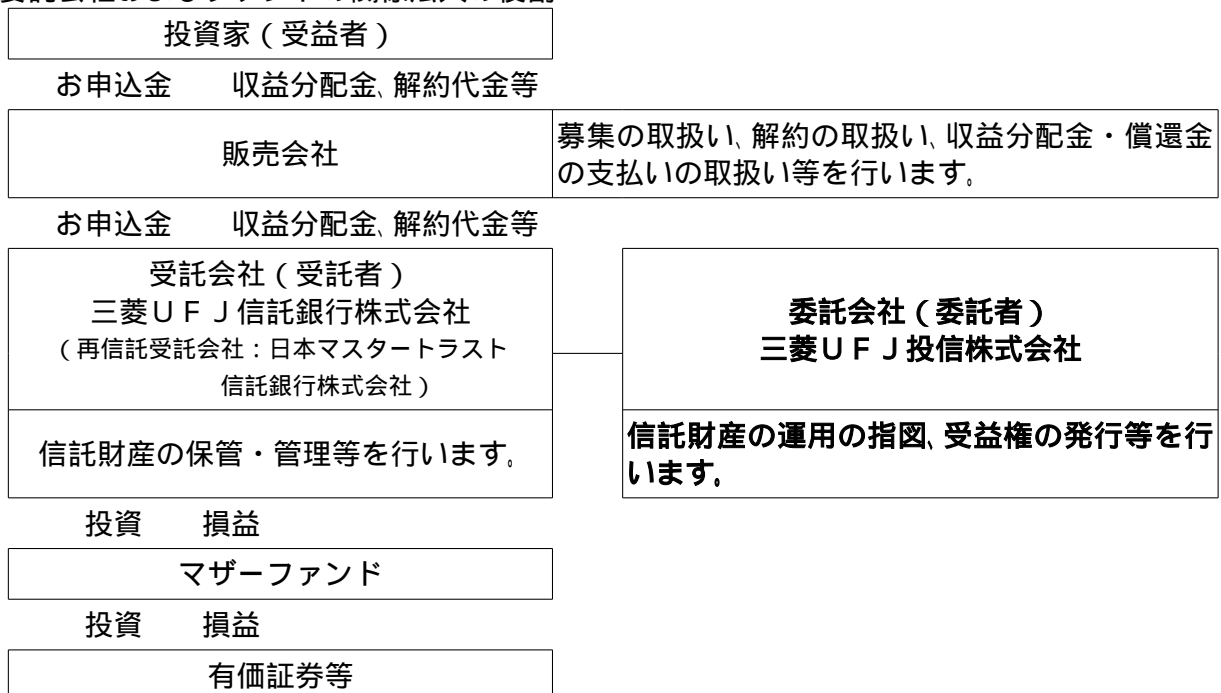 投資家（受益者）
お申込金　　収益分配金、解約代金等
販売会社
募集の取扱い、解約の取扱い、収益分配金・償還金
の支払いの取扱い等を行います。
お申込金　　収益分配金、解約代金等
受託会社（受託者）
三菱ＵＦＪ信託銀行株式会社
（再信託受託会社：日本マスタートラスト
信託銀行株式会社）
委託会社（委託者）
三菱ＵＦＪ投信株式会社
信託財産の保管・管理等を行います。
信託財産の運用の指図、受益権の発行等を行
います。
投資　　損益
マザーファンド
投資　　損益
有価証券等